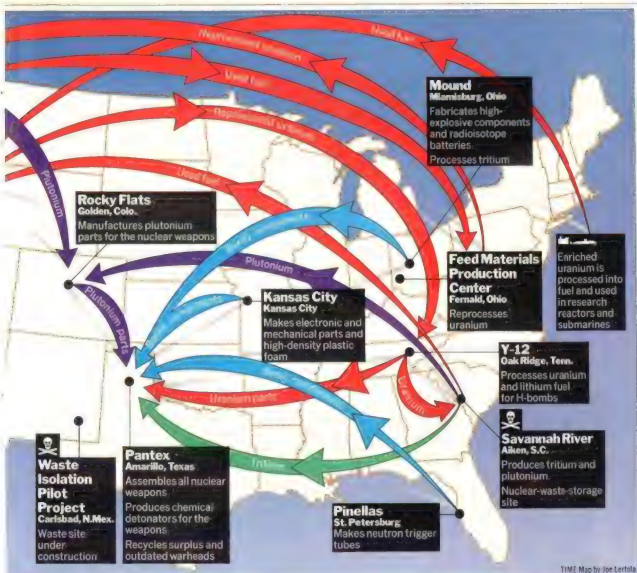 Reprocessed uranium
Used fuel
Used fuel
Reprocessed uranium
Used fuel
Plutonium
Mound
Miamisburg, Ohio
Fabricates high-
explosive components
and radioisotope
batteries
Processes tritium
Rocky Flats
Golden, Colo.
Manufactures plutonium
parts for the nuclear weapons
Plutonium
Plutonium parts
Kansas City
Kansas City
Makes electronic and
mechanical parts and
high-density plastic
foam
Feed Materials
Production
Center
Fernald, Ohio
Reprocesses
uranium
Enriched
uranium is
processed into
fuel and used
in research
reactors and
submarines
Y-12
Oak Ridge, Tenn.
Processes uranium
and lithium fuel
for H-bombs
Uranium parts
Uranium
Tritium
Savannah River
Aiken, S.C.
Produces tritium and
plutonium
Nuclear-waste-storage
site
Waste
Isolation
Pilot
Project
Carlsbad, N.Mex.
Waste site
under
construction
Pantex
Amarillo, Texas
Assembles all nuclear
weapons
Produces chemical
detonators for the
weapons
Recycles surplus and
outdated warheads
Pinellas
St. Petersburg
Makes neutron trigger
tubes
TIME Map by Joe Lertola